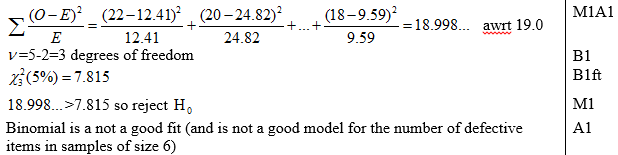 ∑ (O−E)²/E = (22−12.41)²/12.41 + (20−24.82)²/24.82 + ... + (18−9.59)²/9.59 = 18.998... awrt 19.0 M1A1
ν=5-2=3 degrees of freedom B1
χ²₃(5%) = 7.815 B1ft
18.998...>7.815 so reject H₀ M1
Binomial is a not a good fit (and is not a good model for the number of defective A1
items in samples of size 6)